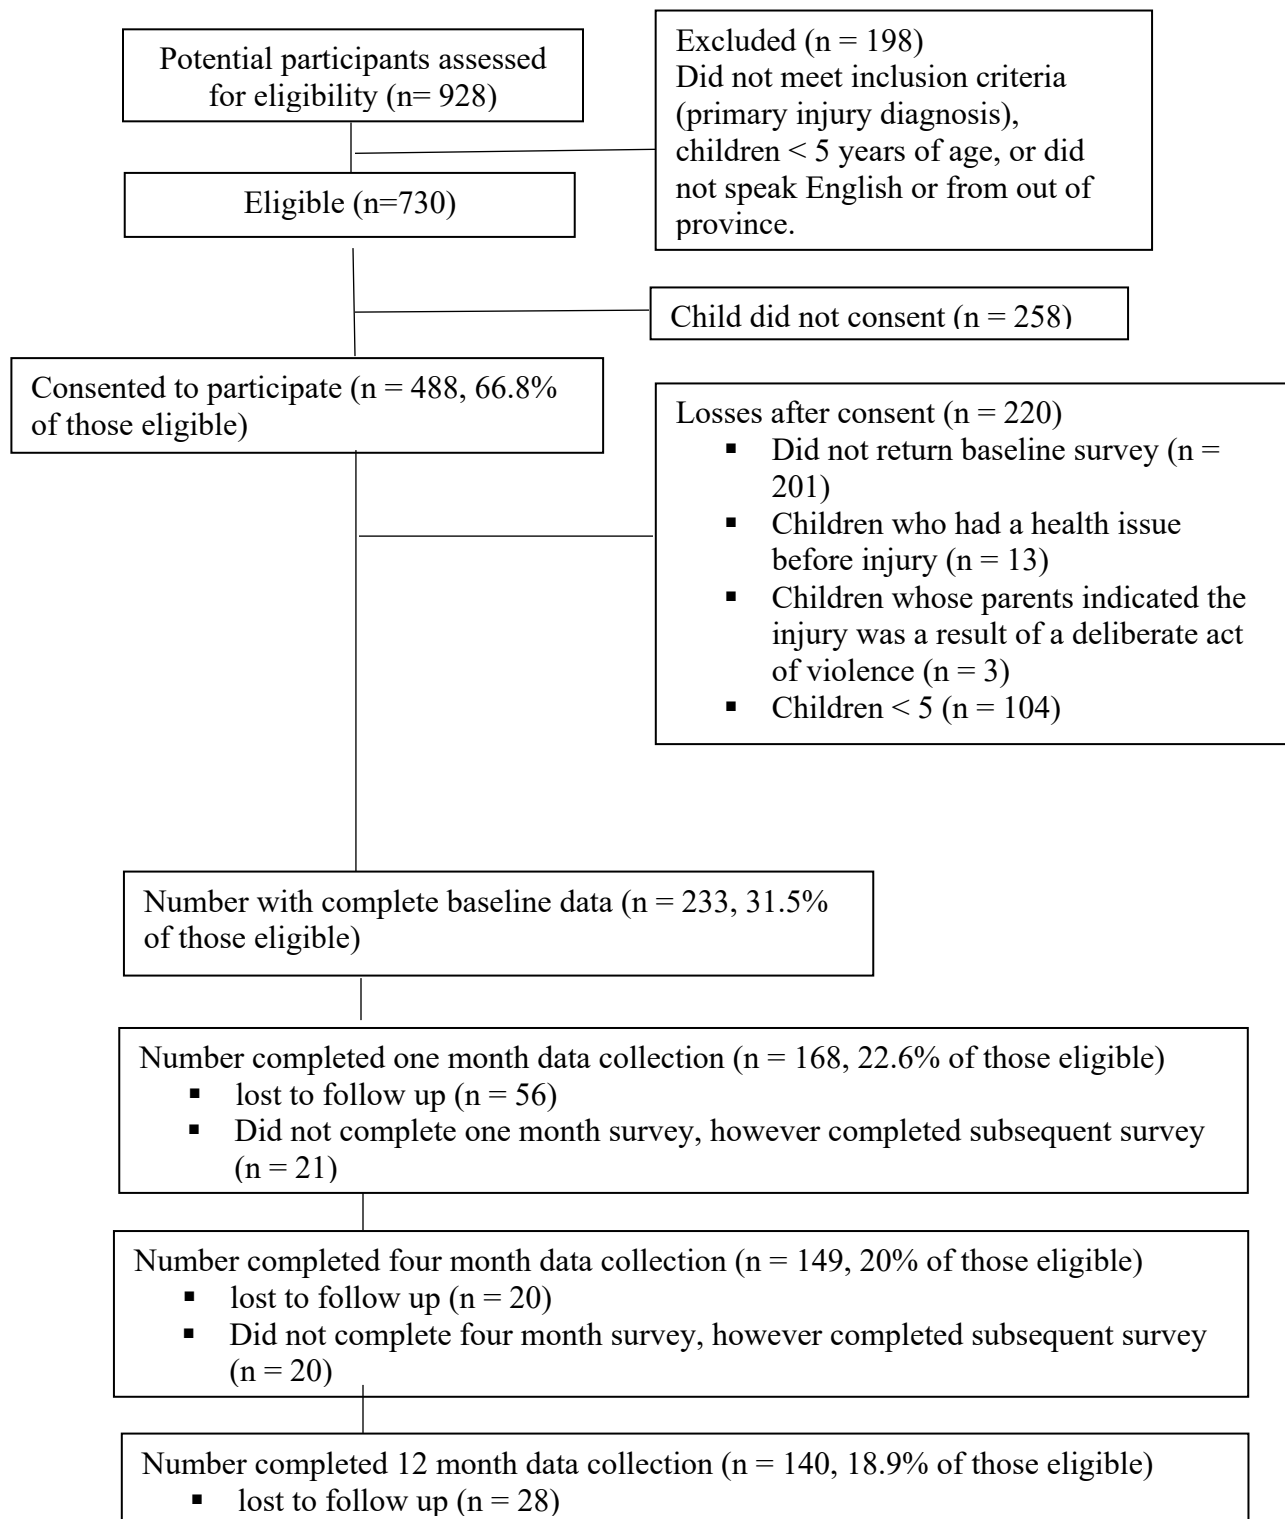 Potential participants assessed
for eligibility (n= 928)
Excluded (n = 198)
Did not meet inclusion criteria
(primary injury diagnosis),
children < 5 years of age, or did
not speak English or from out of
province.
Eligible (n=730)
Child did not consent (n = 258)
Consented to participate (n = 488, 66.8%
of those eligible)
Losses after consent (n = 220)
▪ Did not return baseline survey (n =
201)
▪ Children who had a health issue
before injury (n = 13)
▪ Children whose parents indicated the
injury was a result of a deliberate act
of violence (n = 3)
▪ Children < 5 (n = 104)
Number with complete baseline data (n = 233, 31.5%
of those eligible)
Number completed one month data collection (n = 168, 22.6% of those eligible)
▪ lost to follow up (n = 56)
▪ Did not complete one month survey, however completed subsequent survey
(n = 21)
Number completed four month data collection (n = 149, 20% of those eligible)
▪ lost to follow up (n = 20)
▪ Did not complete four month survey, however completed subsequent survey
(n = 20)
Number completed 12 month data collection (n = 140, 18.9% of those eligible)
▪ lost to follow up (n = 28)